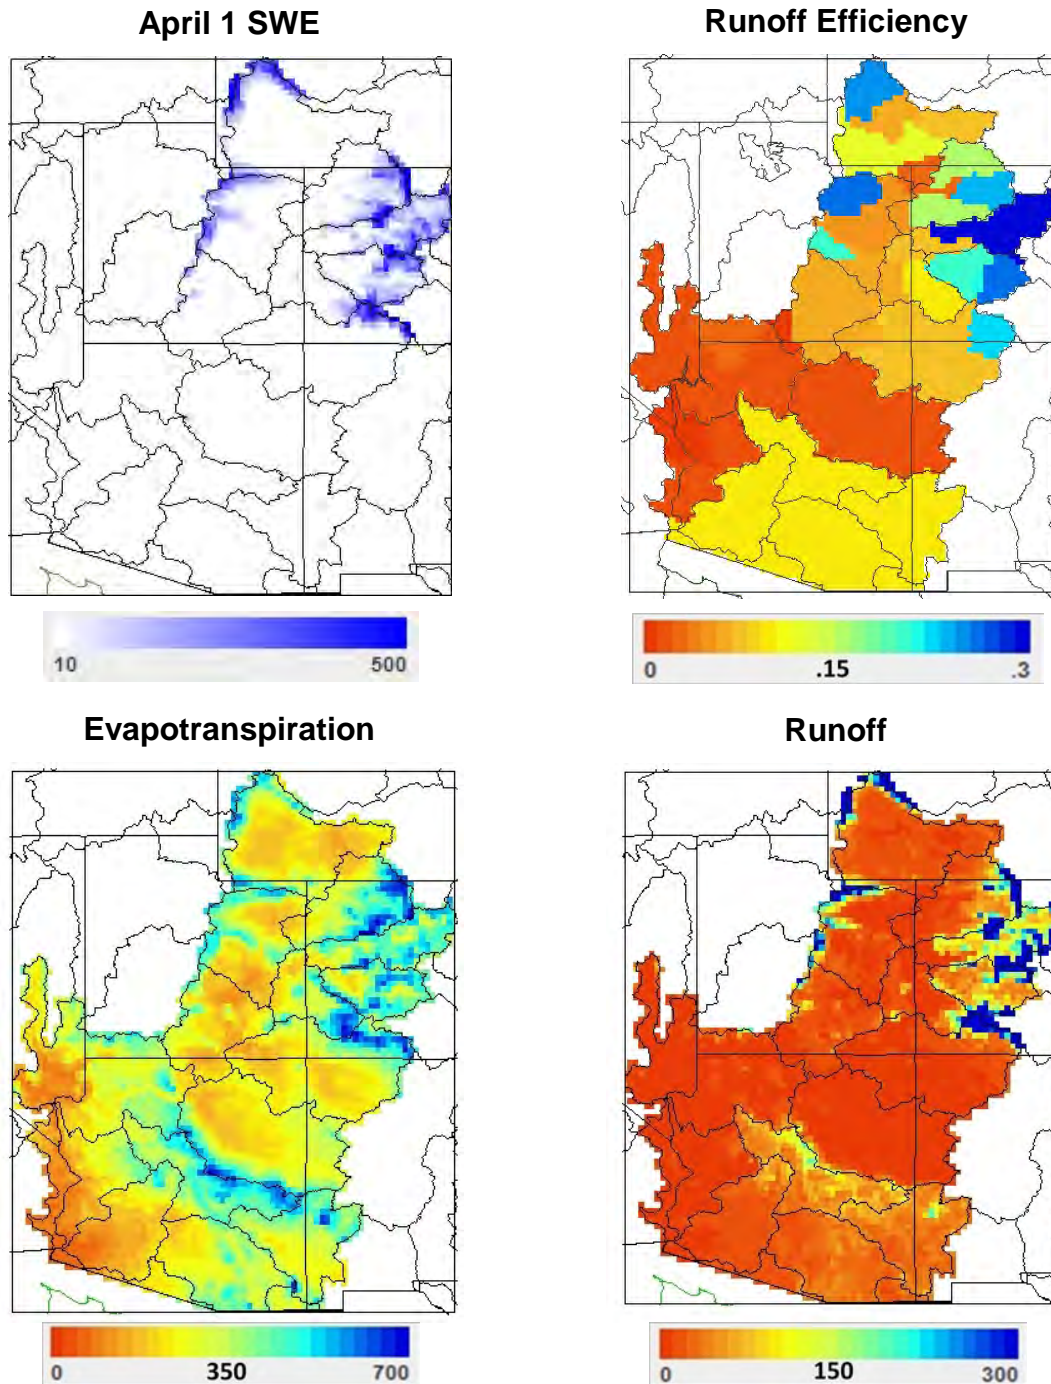 April 1 SWE
Runoff Efficiency
10 500
0 .15 .3
Evapotranspiration
Runoff
0 350 700
0 150 300